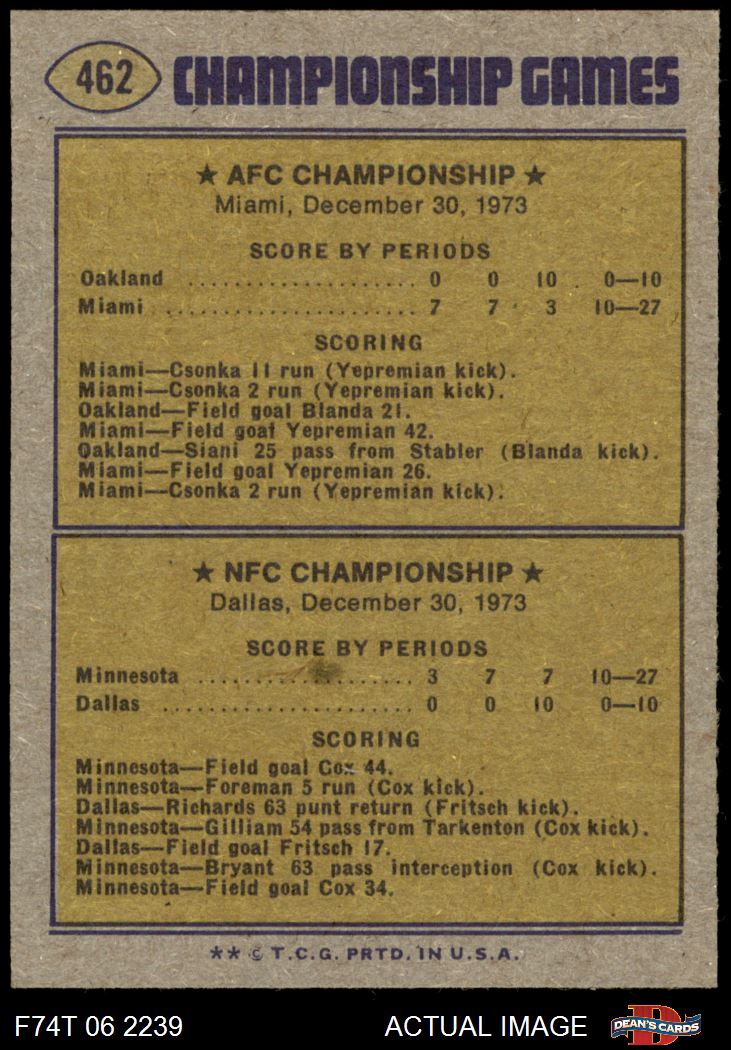 462 CHAMPIONSHIP GAMES
★ AFC CHAMPIONSHIP ★
Miami, December 30, 1973
SCORE BY PERIODS
Oakland .................... 0 0 10 0—10
Miami ...................... 7 7 3 10—27
SCORING
Miami—Csonka 11 run (Yepremian kick).
Miami—Csonka 2 run (Yepremian kick).
Oakland—Field goal Blanda 21.
Miami—Field goal Yepremian 42.
Oakland—Siani 25 pass from Stabler (Blanda kick).
Miami—Field goal Yepremian 26.
Miami—Csonka 2 run (Yepremian kick).
★ NFC CHAMPIONSHIP ★
Dallas, December 30, 1973
SCORE BY PERIODS
Minnesota ................... 3 7 7 10—27
Dallas ...................... 0 0 10 0—10
SCORING
Minnesota—Field goal Cox 44.
Minnesota—Foreman 5 run (Cox kick).
Dallas—Richards 63 punt return (Fritsch kick).
Minnesota—Gilliam 54 pass from Tarkenton (Cox kick).
Dallas—Field goal Fritsch 17.
Minnesota—Bryant 63 pass interception (Cox kick).
Minnesota—Field goal Cox 34.
** © T.C.G. PRTD. IN U.S.A.
F74T 06 2239 ACTUAL IMAGE D DEAN'S CARDS